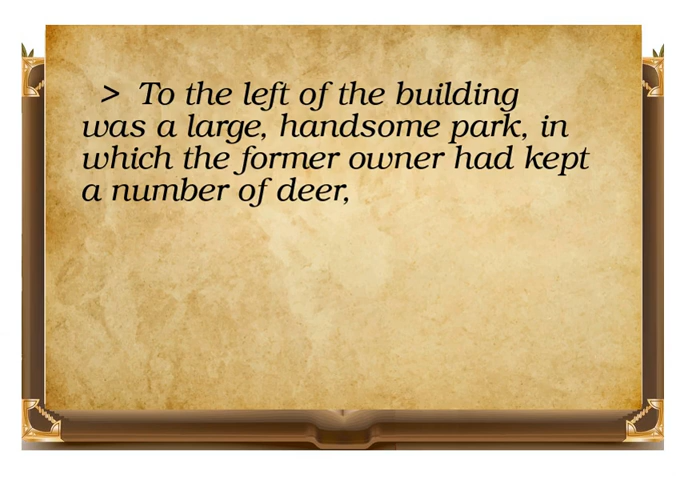 > To the left of the building
was a large, handsome park, in
which the former owner had kept
a number of deer,